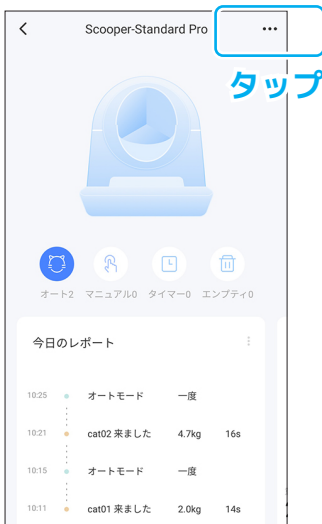 Scooper-Standard Pro
タップ
オート2 マニュアル0 タイマー0 エンプティ0
今日のレポート
10:25 オートモード 一度
10:21 cat02 来ました 4.7kg 16s
10:15 オートモード 一度
10:11 cat01 来ました 2.0kg 14s